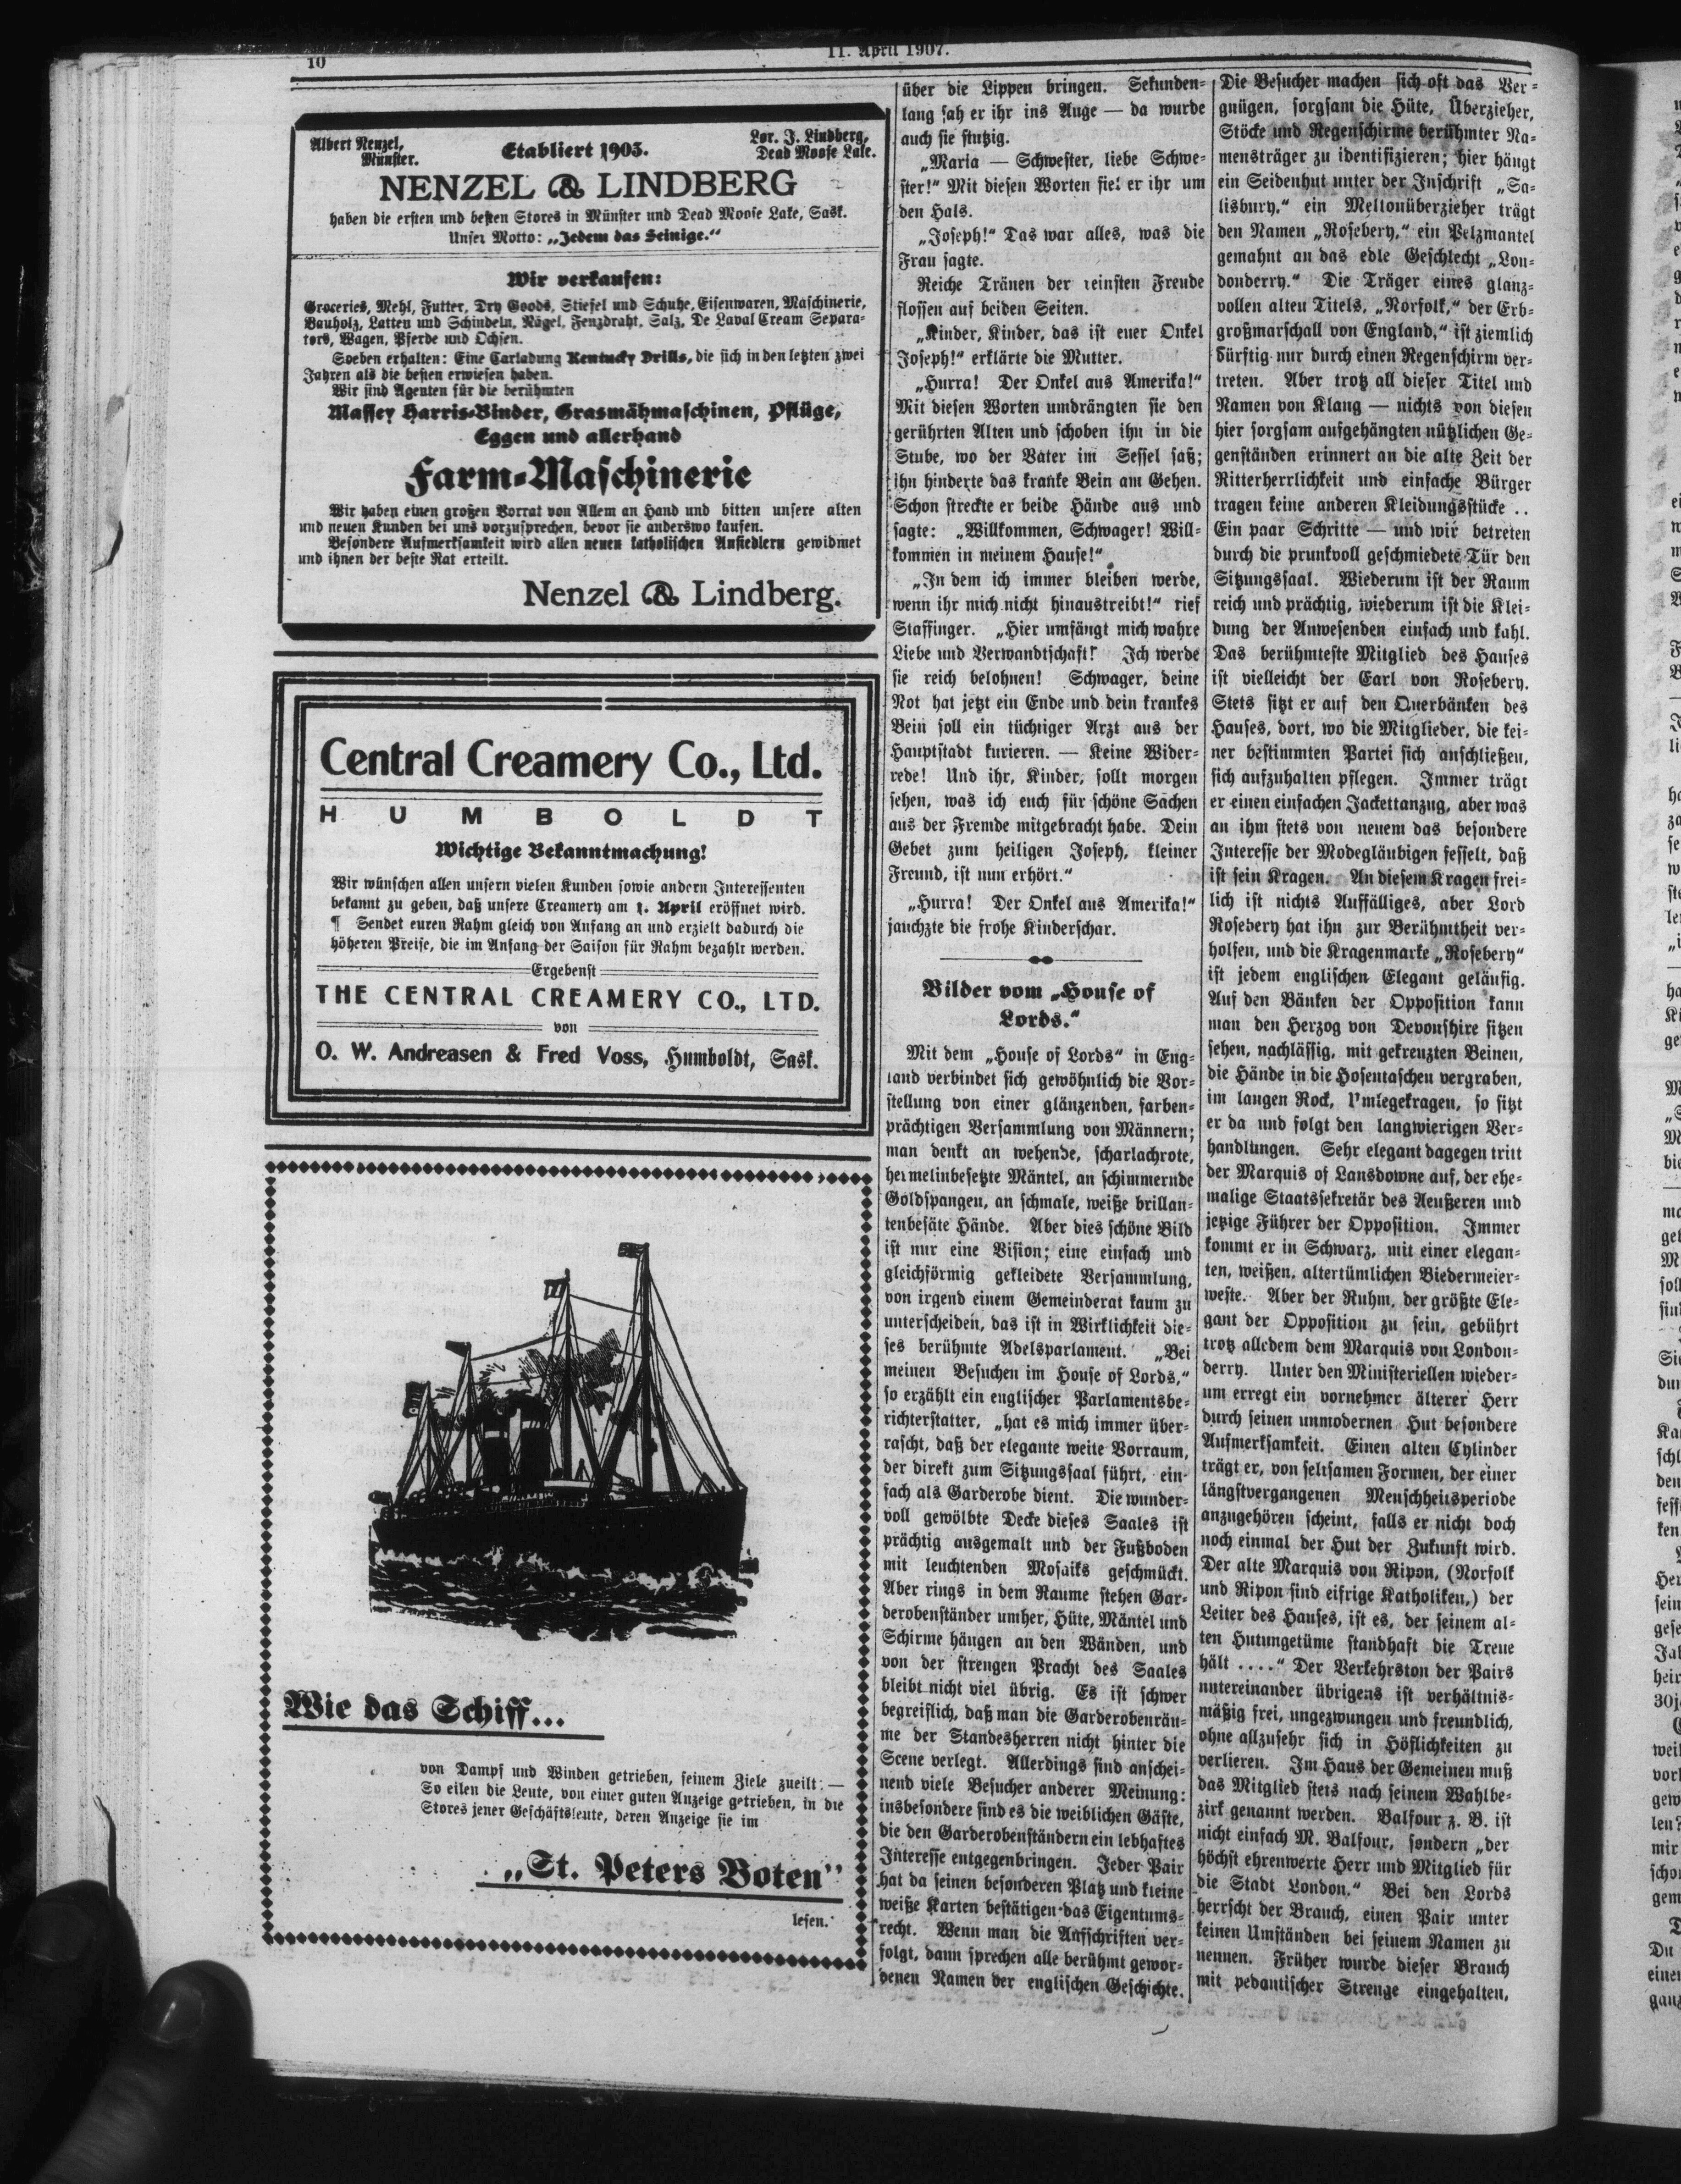 10
11. April 1907.
Albert Nenzel,
Münster.
Etabliert 1903.
Lor. J. Lindberg,
Dead Moose Lake.
NENZEL & LINDBERG
haben die ersten und besten Stores in Münster und Dead Moose Lake, Sask.
Unser Motto: „Jedem das Seinige.“
Wir verkaufen:
Groceries, Mehl, Futter, Dry Goods, Stiefel und Schuhe, Eisenwaren, Maschinerie,
Bauholz, Latten und Schindeln, Nägel, Fenzdraht, Salz, De Laval Cream Separa-
tors, Wagen, Pferde und Ochsen.
Soeben erhalten: Eine Carladung Kentucky Drills, die sich in den letzten zwei
Jahren als die besten erwiesen haben.
Wir sind Agenten für die berühmten
Massey Harris-Binder, Grasmähmaschinen, Pflüge,
Eggen und allerhand
Farm-Maschinerie
Wir haben einen großen Vorrat von Allem an Hand und bitten unsere alten
und neuen Kunden bei uns vorzusprechen, bevor sie anderswo kaufen.
Besondere Aufmerksamkeit wird allen neuen katholischen Ansiedlern gewidmet
und ihnen der beste Rat erteilt.
Nenzel & Lindberg.
Central Creamery Co., Ltd.
HUMBOLDT
Wichtige Bekanntmachung!
Wir wünschen allen unsern vielen Kunden sowie andern Interessenten
bekannt zu geben, daß unsere Creamery am 1. April eröffnet wird.
¶ Sendet euren Rahm gleich von Anfang an und erzielt dadurch die
höheren Preise, die im Anfang der Saison für Rahm bezahlt werden.
Ergebenst
THE CENTRAL CREAMERY CO., LTD.
von
O. W. Andreasen & Fred Voss, Humboldt, Sask.
Wie das Schiff...
von Dampf und Winden getrieben, seinem Ziele zueilt: —
So eilen die Leute, von einer guten Anzeige getrieben, in die
Stores jener Geschäftsleute, deren Anzeige sie im
„St. Peters Boten“
lesen.
über die Lippen bringen. Sekunden-
lang sah er ihr ins Auge — da wurde
auch sie stutzig.
„Maria — Schwester, liebe Schwe-
ster!“ Mit diesen Worten fiel er ihr um
den Hals.
„Joseph!“ Das war alles, was die
Frau sagte.
Reiche Tränen der reinsten Freude
flossen auf beiden Seiten.
„Kinder, Kinder, das ist euer Onkel
Joseph!“ erklärte die Mutter.
„Hurra! Der Onkel aus Amerika!“
Mit diesen Worten umdrängten sie den
gerührten Alten und schoben ihn in die
Stube, wo der Vater im Sessel saß;
ihn hinderte das kranke Bein am Gehen.
Schon streckte er beide Hände aus und
sagte: „Willkommen, Schwager! Will-
kommen in meinem Hause!“
„In dem ich immer bleiben werde,
wenn ihr mich nicht hinaustreibt!“ rief
Staffinger. „Hier umfängt mich wahre
Liebe und Verwandtschaft! Ich werde
sie reich belohnen! Schwager, deine
Not hat jetzt ein Ende und dein krankes
Bein soll ein tüchtiger Arzt aus der
Hauptstadt kurieren. — Keine Wider-
rede! Und ihr, Kinder, sollt morgen
sehen, was ich euch für schöne Sachen
aus der Fremde mitgebracht habe. Dein
Gebet zum heiligen Joseph, kleiner
Freund, ist nun erhört.“
„Hurra! Der Onkel aus Amerika!“
jauchzte die frohe Kinderschar.
Bilder vom „House of
Lords.“
Mit dem „House of Lords“ in Eng-
land verbindet sich gewöhnlich die Vor-
stellung von einer glänzenden, farben-
prächtigen Versammlung von Männern;
man denkt an wehende, scharlachrote,
hermelinbesetzte Mäntel, an schimmernde
Goldspangen, an schmale, weiße brillan-
tenbesäte Hände. Aber dies schöne Bild
ist nur eine Vision; eine einfach und
gleichförmig gekleidete Versammlung,
von irgend einem Gemeinderat kaum zu
unterscheiden, das ist in Wirklichkeit die-
ses berühmte Adelsparlament. „Bei
meinen Besuchen im House of Lords,“
so erzählt ein englischer Parlamentsbe-
richterstatter, „hat es mich immer über-
rascht, daß der elegante weite Vorraum,
der direkt zum Sitzungssaal führt, ein-
fach als Garderobe dient. Die wunder-
voll gewölbte Decke dieses Saales ist
prächtig ausgemalt und der Fußboden
mit leuchtenden Mosaiks geschmückt.
Aber rings in dem Raume stehen Gar-
derobenständer umher, Hüte, Mäntel und
Schirme hängen an den Wänden, und
von der strengen Pracht des Saales
bleibt nicht viel übrig. Es ist schwer
begreiflich, daß man die Garderobenräu-
me der Standesherren nicht hinter die
Scene verlegt. Allerdings sind anschei-
nend viele Besucher anderer Meinung:
insbesondere sind es die weiblichen Gäste,
die den Garderobenständern ein lebhaftes
Interesse entgegenbringen. Jeder Pair
hat da seinen besonderen Platz und kleine
weiße Karten bestätigen das Eigentums-
recht. Wenn man die Aufschriften ver-
folgt, dann sprechen alle berühmt gewor-
denen Namen der englischen Geschichte.
Die Besucher machen sich oft das Ver-
gnügen, sorgsam die Hüte, Überzieher,
Stöcke und Regenschirme berühmter Na-
mensträger zu identifizieren; hier hängt
ein Seidenhut unter der Inschrift „Sa-
lisbury,“ ein Meltonüberzieher trägt
den Namen „Rosebery,“ ein Pelzmantel
gemahnt an das edle Geschlecht „Lon-
donderry.“ Die Träger eines glanz-
vollen alten Titels, „Norfolk,“ der Erb-
großmarschall von England,“ ist ziemlich
dürftig nur durch einen Regenschirm ver-
treten. Aber trotz all dieser Titel und
Namen von Klang — nichts von diesen
hier sorgsam aufgehängten nützlichen Ge-
genständen erinnert an die alte Zeit der
Ritterherrlichkeit und einfache Bürger
tragen keine anderen Kleidungsstücke ..
Ein paar Schritte — und wir betreten
durch die prunkvoll geschmiedete Tür den
Sitzungssaal. Wiederum ist der Raum
reich und prächtig, wiederum ist die Klei-
dung der Anwesenden einfach und kahl.
Das berühmteste Mitglied des Hauses
ist vielleicht der Earl von Rosebery.
Stets sitzt er auf den Querbänken des
Hauses, dort, wo die Mitglieder, die kei-
ner bestimmten Partei sich anschließen,
sich aufzuhalten pflegen. Immer trägt
er einen einfachen Jackettanzug, aber was
an ihm stets von neuem das besondere
Interesse der Modegläubigen fesselt, daß
ist sein Kragen. An diesem Kragen frei-
lich ist nichts Auffälliges, aber Lord
Rosebery hat ihn zur Berühmtheit ver-
holfen, und die Kragenmarke „Rosebery“
ist jedem englischen Elegant geläufig.
Auf den Bänken der Opposition kann
man den Herzog von Devonshire sitzen
sehen, nachlässig, mit gekreuzten Beinen,
die Hände in die Hosentaschen vergraben,
im langen Rock, Umlegekragen, so sitzt
er da und folgt den langwierigen Ver-
handlungen. Sehr elegant dagegen tritt
der Marquis of Lansdowne auf, der ehe-
malige Staatssekretär des Aeußeren und
jetzige Führer der Opposition. Immer
kommt er in Schwarz, mit einer elegan-
ten, weißen, altertümlichen Biedermeier-
weste. Aber der Ruhm, der größte Ele-
gant der Opposition zu sein, gebührt
trotz alledem dem Marquis von London-
derry. Unter den Ministeriellen wieder-
um erregt ein vornehmer älterer Herr
durch seinen unmodernen Hut besondere
Aufmerksamkeit. Einen alten Cylinder
trägt er, von seltsamen Formen, der einer
längstvergangenen Menschheitsperiode
anzugehören scheint, falls er nicht doch
noch einmal der Hut der Zukunft wird.
Der alte Marquis von Ripon, (Norfolk
und Ripon sind eifrige Katholiken,) der
Leiter des Hauses, ist es, der seinem al-
ten Hutungetüme standhaft die Treue
hält ....“ Der Verkehrston der Pairs
untereinander übrigens ist verhältnis-
mäßig frei, ungezwungen und freundlich,
ohne allzusehr sich in Höflichkeiten zu
verlieren. Im Haus der Gemeinen muß
das Mitglied stets nach seinem Wahlbe-
zirk genannt werden. Balfour z. B. ist
nicht einfach M. Balfour, sondern „der
höchst ehrenwerte Herr und Mitglied für
die Stadt London.“ Bei den Lords
herrscht der Brauch, einen Pair unter
keinen Umständen bei seinem Namen zu
nennen. Früher wurde dieser Brauch
mit pedantischer Strenge eingehalten,